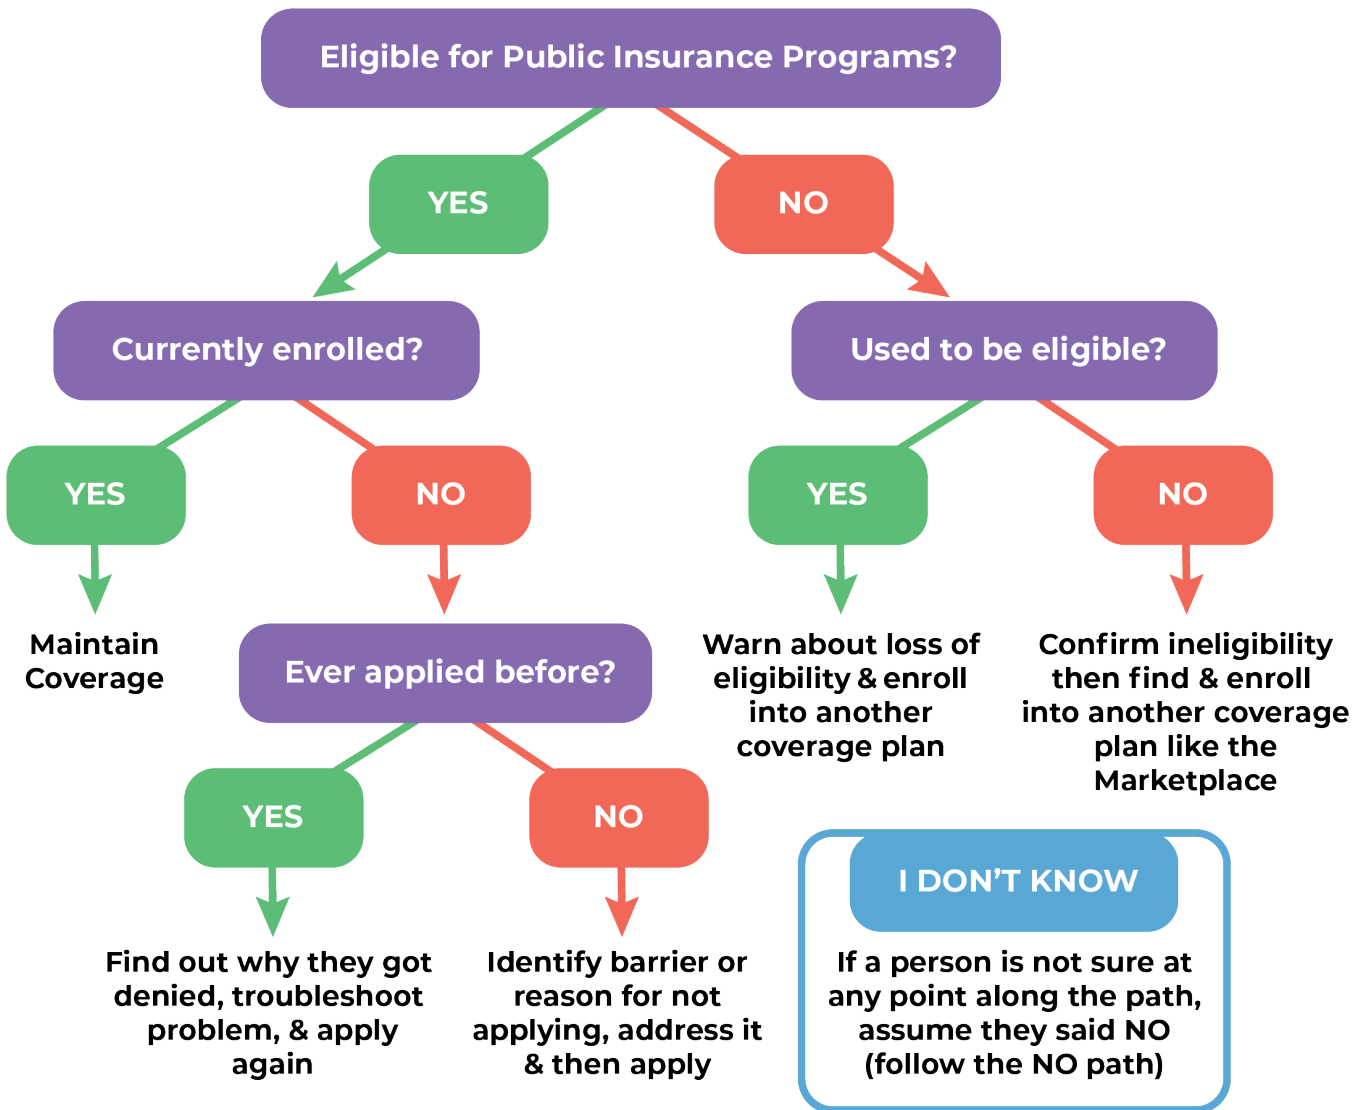 Eligible for Public Insurance Programs?
YES
NO
Currently enrolled?
Used to be eligible?
YES
NO
YES
NO
Maintain
Coverage
Ever applied before?
Warn about loss of
eligibility & enroll
into another
coverage plan
Confirm ineligibility
then find & enroll
into another coverage
plan like the
Marketplace
YES
NO
Find out why they got
denied, troubleshoot
problem, & apply
again
Identify barrier or
reason for not
applying, address it
& then apply
I DON’T KNOW
If a person is not sure at
any point along the path,
assume they said NO
(follow the NO path)